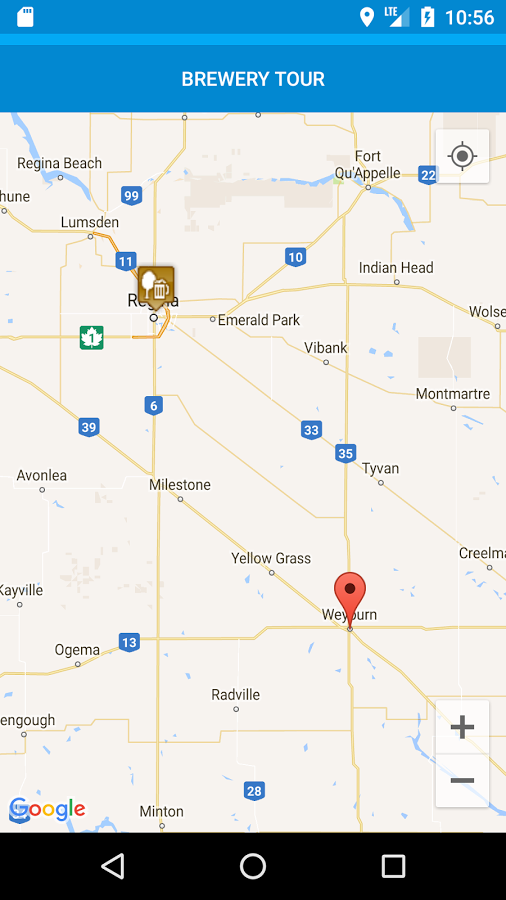 LTE 10:56
BREWERY TOUR
Regina Beach
Fort
Qu'Appelle
22
hune
99
Lumsden
11
10
Indian Head
Regina
Emerald Park
Wolse
1
Vibank
Montmartre
6
39
33
35
Avonlea
Tyvan
Milestone
Yellow Grass
Creelma
Kayville
Weyburn
13
Ogema
Radville
engough
+
−
28
Google
Minton